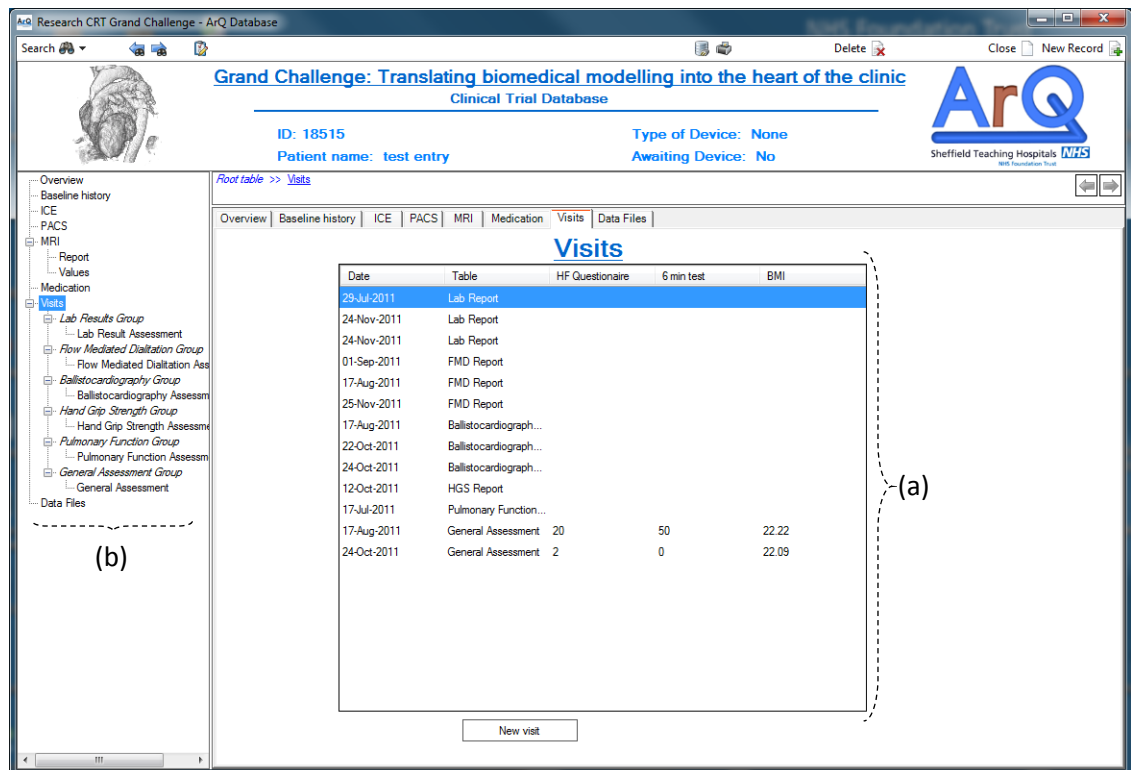 ArQ Research CRT Grand Challenge - ArQ Database
Search Delete Close New Record
Grand Challenge: Translating biomedical modelling into the heart of the clinic
Clinical Trial Database
ID: 18515 Type of Device: None
Patient name: test entry Awaiting Device: No
ArQ
Sheffield Teaching Hospitals NHS
NHS Foundation Trust
Overview
Baseline history
ICE
PACS
MRI
Report
Values
Medication
Visits
Lab Results Group
Lab Result Assessment
Flow Mediated Dialitation Group
Flow Mediated Dialitation Ass
Ballistocardiography Group
Ballistocardiography Assessm
Hand Grip Strength Group
Hand Grip Strength Assessme
Pulmonary Function Group
Pulmonary Function Assessm
General Assessment Group
General Assessment
Data Files
(b)
Root table >> Visits
Overview Baseline history ICE PACS MRI Medication Visits Data Files
Visits
Date Table HF Questionaire 6 min test BMI
29-Jul-2011 Lab Report
24-Nov-2011 Lab Report
24-Nov-2011 Lab Report
01-Sep-2011 FMD Report
17-Aug-2011 FMD Report
25-Nov-2011 FMD Report
17-Aug-2011 Ballistocardiograph...
22-Oct-2011 Ballistocardiograph...
24-Oct-2011 Ballistocardiograph...
12-Oct-2011 HGS Report
17-Jul-2011 Pulmonary Function...
17-Aug-2011 General Assessment 20 50 22.22
24-Oct-2011 General Assessment 2 0 22.09
(a)
New visit